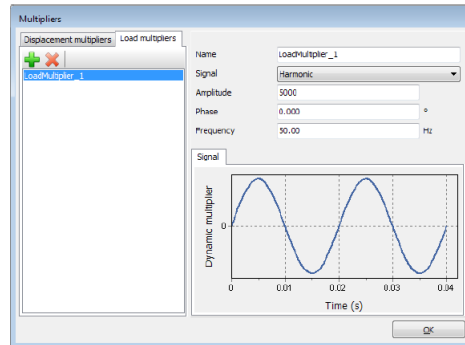 Multipliers
Displacement multipliers Load multipliers
LoadMultiplier_1
Name LoadMultiplier_1
Signal Harmonic
Amplitude 5000
Phase 0.000 °
Frequency 50.00 Hz
Signal
Dynamic multiplier
0
0 0.01 0.02 0.03 0.04
Time (s)
OK